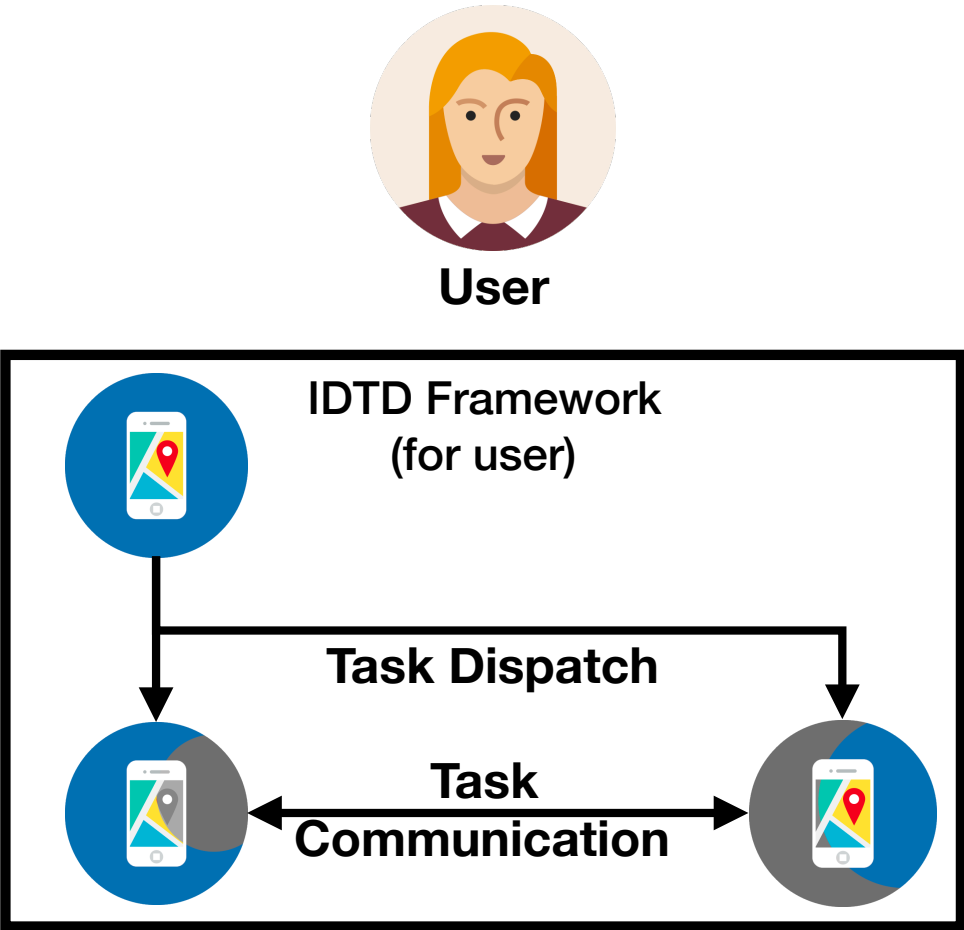 User
IDTD Framework
(for user)
Task Dispatch
Task
Communication